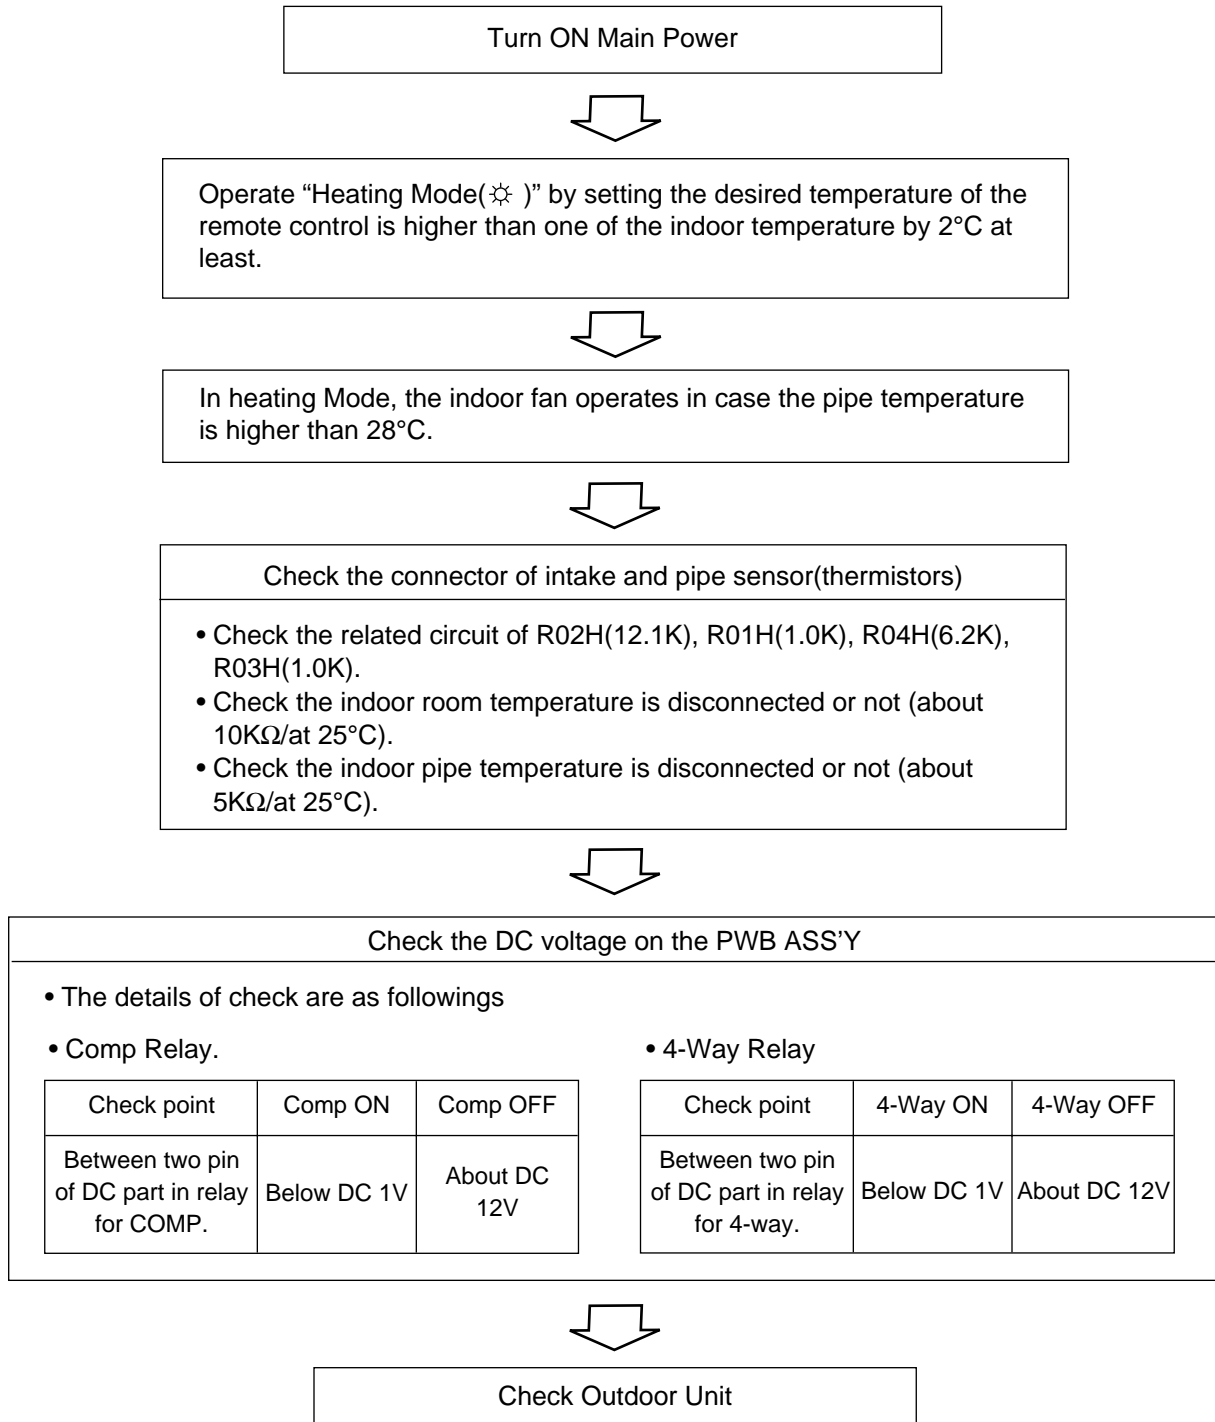 Turn ON Main Power
Operate “Heating Mode(☼ )” by setting the desired temperature of the
remote control is higher than one of the indoor temperature by 2°C at
least.
In heating Mode, the indoor fan operates in case the pipe temperature
is higher than 28°C.
Check the connector of intake and pipe sensor(thermistors)
• Check the related circuit of R02H(12.1K), R01H(1.0K), R04H(6.2K),
R03H(1.0K).
• Check the indoor room temperature is disconnected or not (about
10KΩ/at 25°C).
• Check the indoor pipe temperature is disconnected or not (about
5KΩ/at 25°C).
Check the DC voltage on the PWB ASS’Y
• The details of check are as followings
• Comp Relay.
Check point Comp ON Comp OFF
Between two pin
of DC part in relay
for COMP.
Below DC 1V
About DC
12V
• 4-Way Relay
Check point 4-Way ON 4-Way OFF
Between two pin
of DC part in relay
for 4-way.
Below DC 1V About DC 12V
Check Outdoor Unit